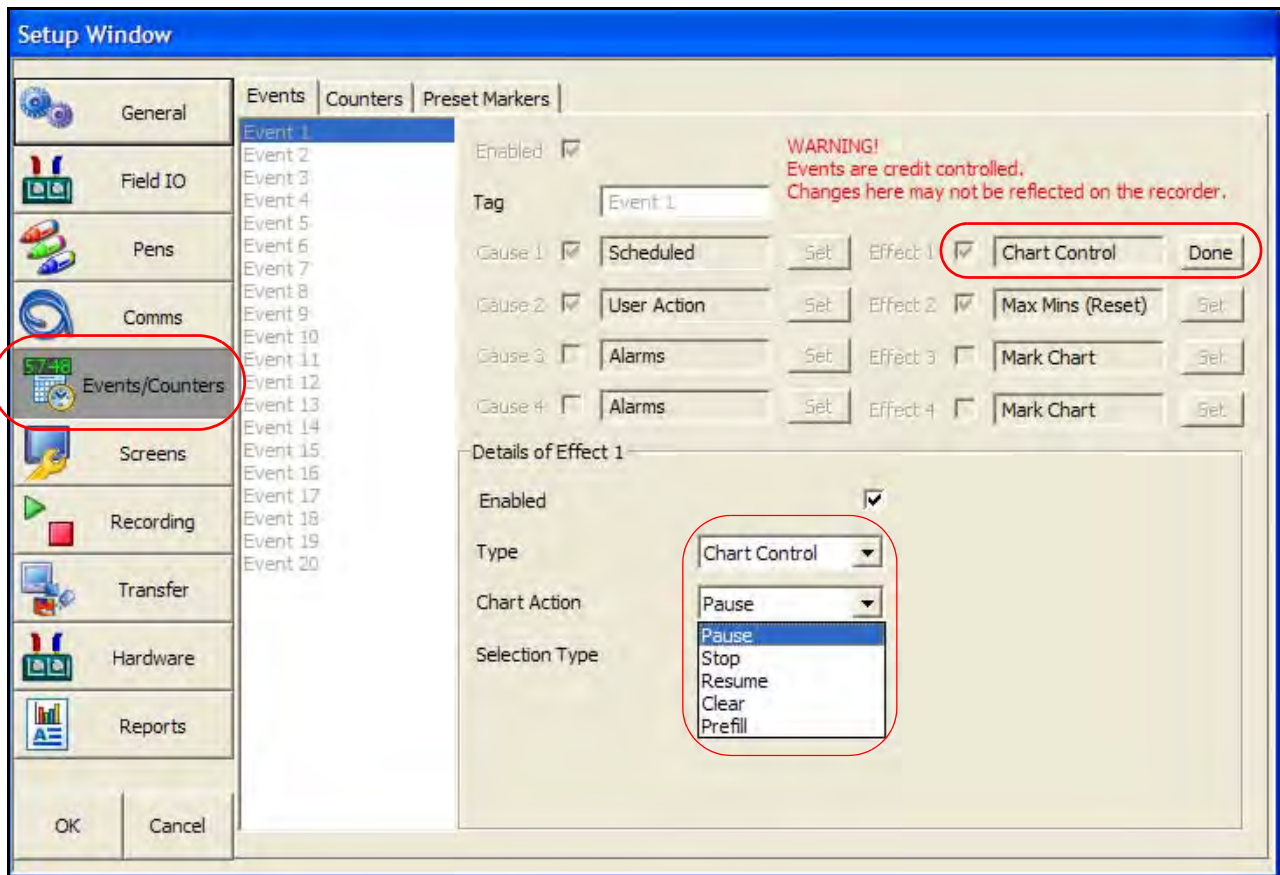 Setup Window
General
Field IO
Pens
Comms
57:48
Events/Counters
Screens
Recording
Transfer
Hardware
Reports
OK
Cancel
Events
Counters
Preset Markers
Event 1
Event 2
Event 3
Event 4
Event 5
Event 6
Event 7
Event 8
Event 9
Event 10
Event 11
Event 12
Event 13
Event 14
Event 15
Event 16
Event 17
Event 18
Event 19
Event 20
Enabled
WARNING!
Events are credit controlled.
Changes here may not be reflected on the recorder.
Tag Event 1
Cause 1 Scheduled Set Effect 1 Chart Control Done
Cause 2 User Action Set Effect 2 Max Mins (Reset) Set
Cause 3 Alarms Set Effect 3 Mark Chart Set
Cause 4 Alarms Set Effect 4 Mark Chart Set
Details of Effect 1
Enabled
Type Chart Control
Chart Action Pause
Selection Type
Pause
Stop
Resume
Clear
Prefill